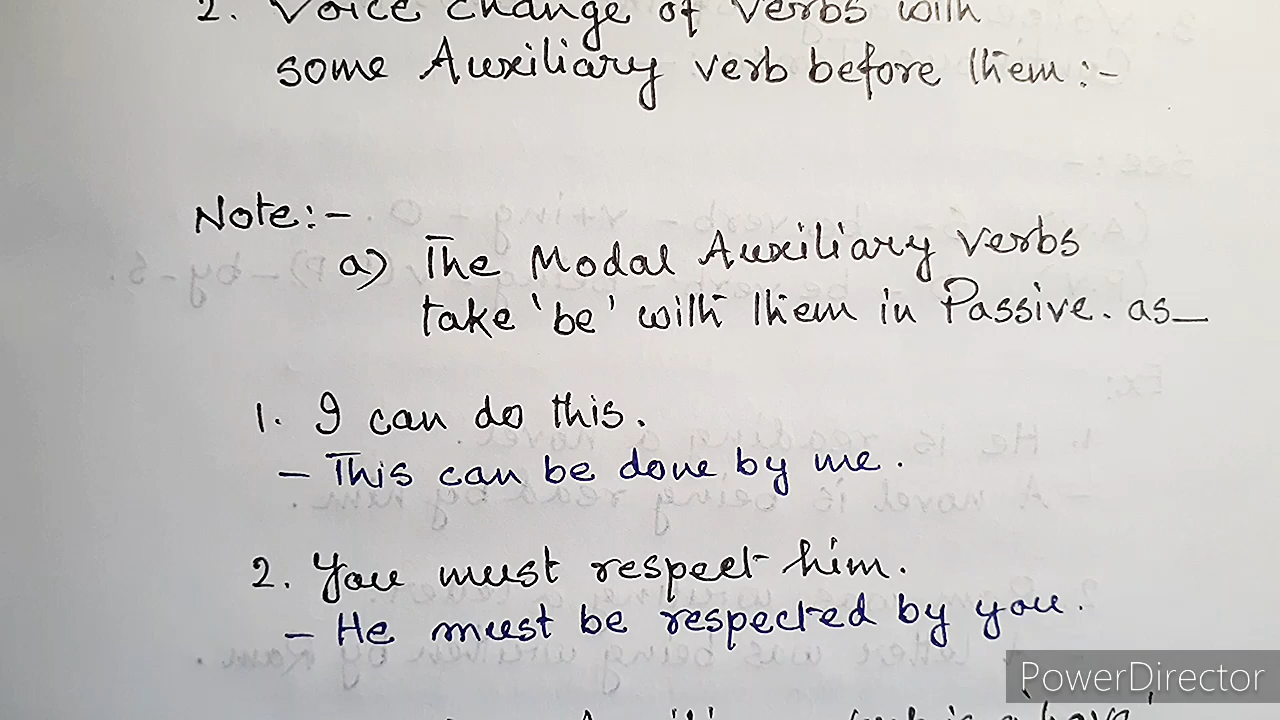 2. Voice change of Verbs with
some Auxiliary verb before them :-
Note:-
a) The Modal Auxiliary Verbs
take 'be' with them in Passive. as_
1. I can do this.
- This can be done by me.
2. You must respect him.
- He must be respected by you.
PowerDirector